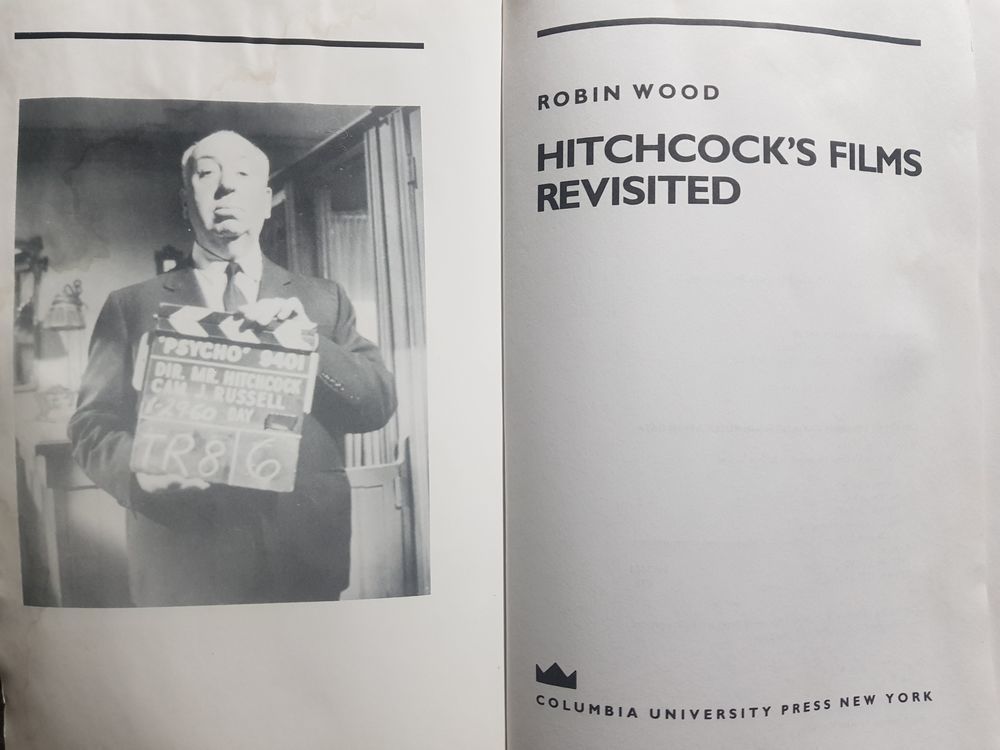 "PSYCHO" 9401
DIR. MR. HITCHCOCK
CAM. J. RUSSELL
DAY
TR8 6
ROBIN WOOD
HITCHCOCK'S FILMS
REVISITED
COLUMBIA UNIVERSITY PRESS NEW YORK